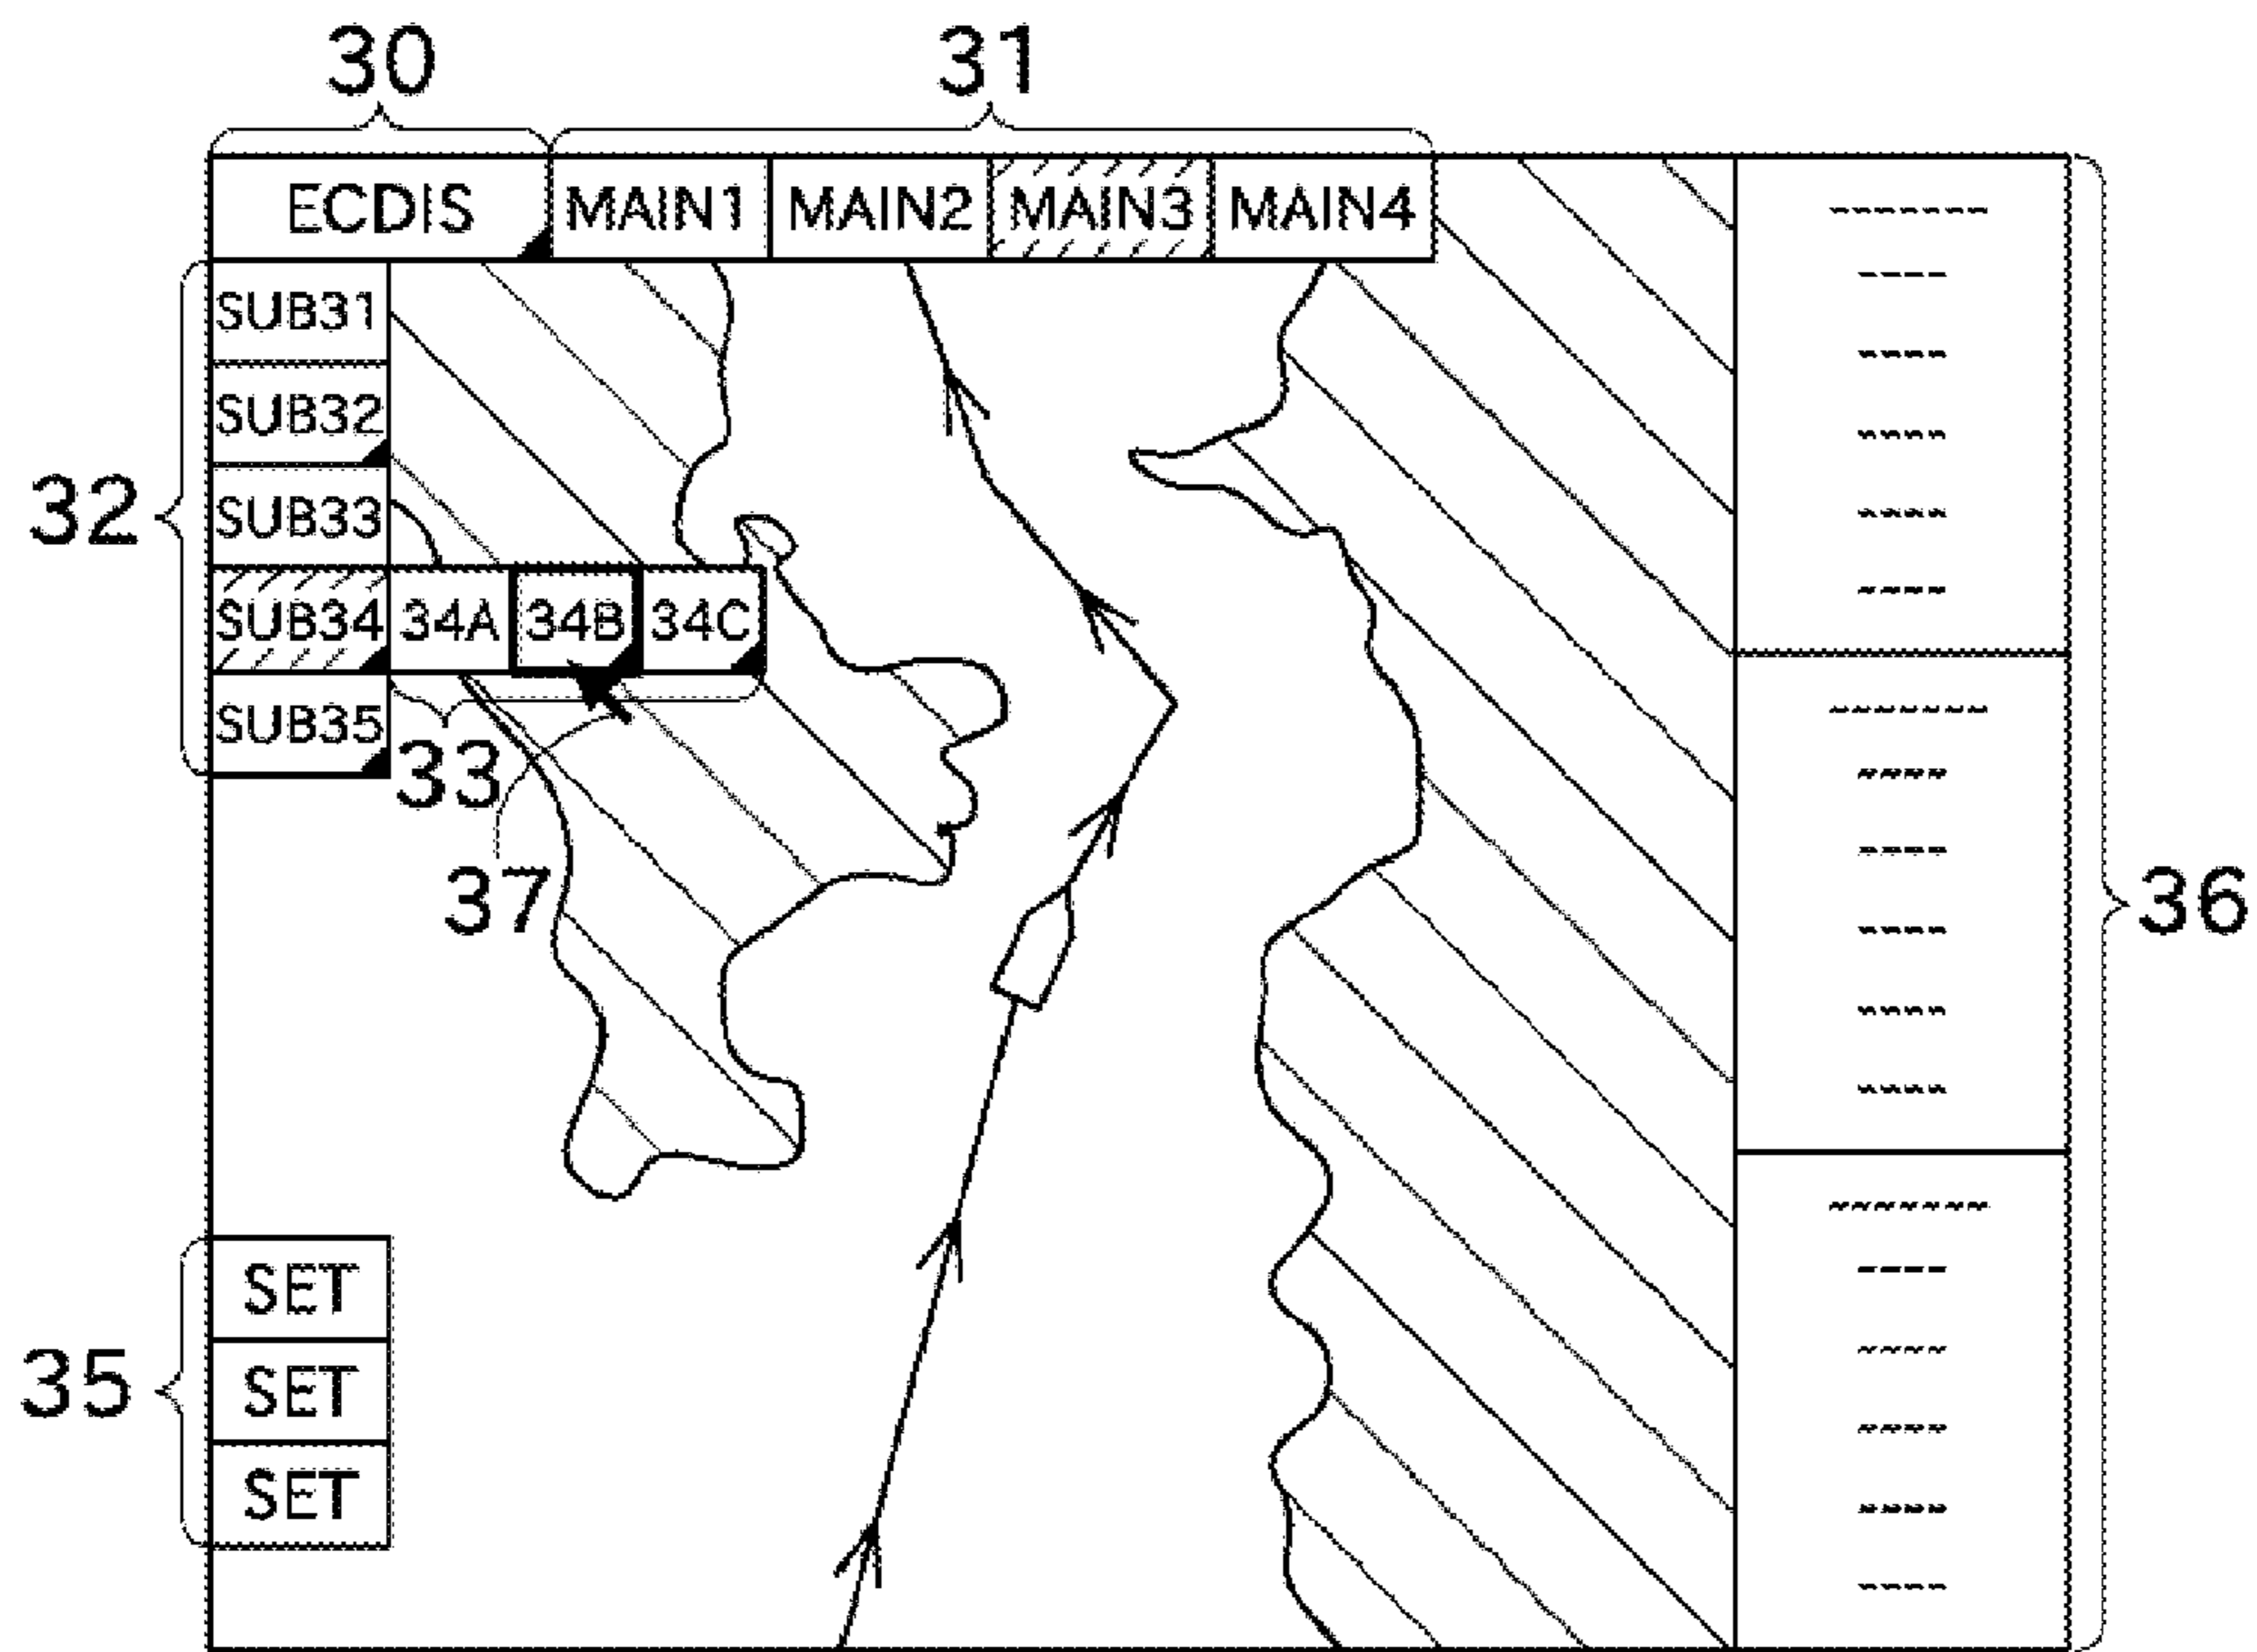 30 31
ECDIS MAIN1 MAIN2 MAIN3 MAIN4
SUB31
SUB32
32 SUB33
SUB34 34A 34B 34C
SUB35
33
37
36
SET
35 SET
SET